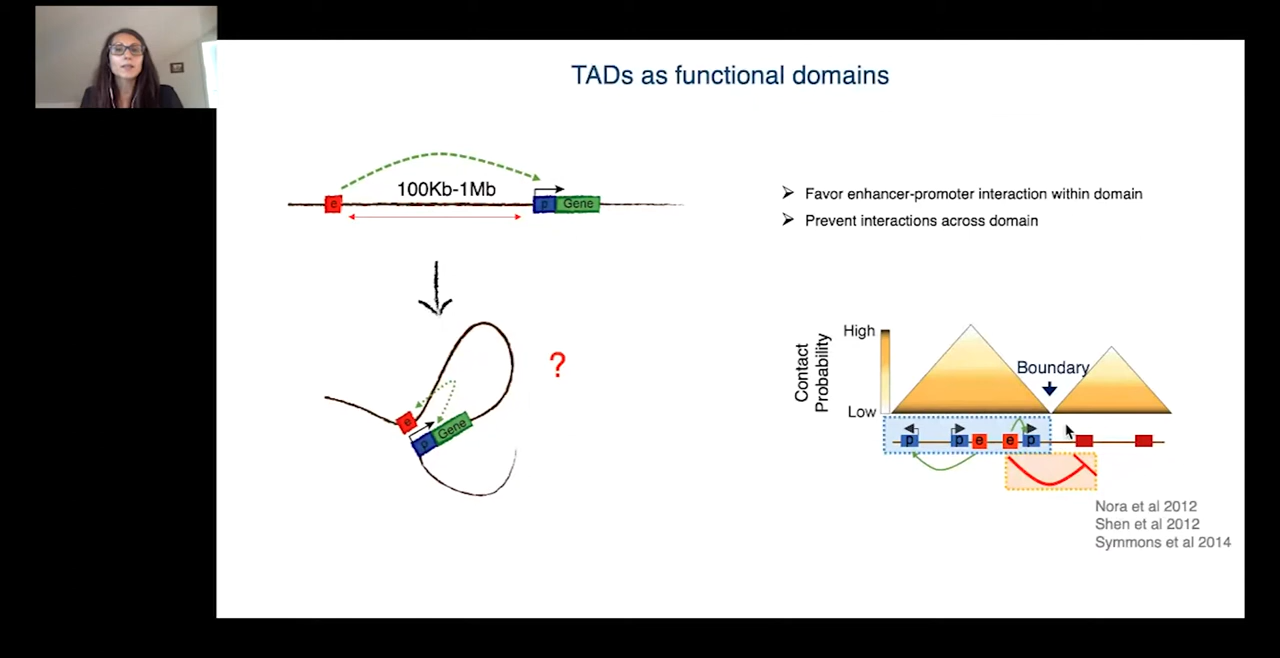 TADs as functional domains
100Kb-1Mb
e
p
Gene
➢ Favor enhancer-promoter interaction within domain
➢ Prevent interactions across domain
?
e
p
Gene
Contact
Probability
High
Low
Boundary
p
p
e
e
p
Nora et al 2012
Shen et al 2012
Symmons et al 2014